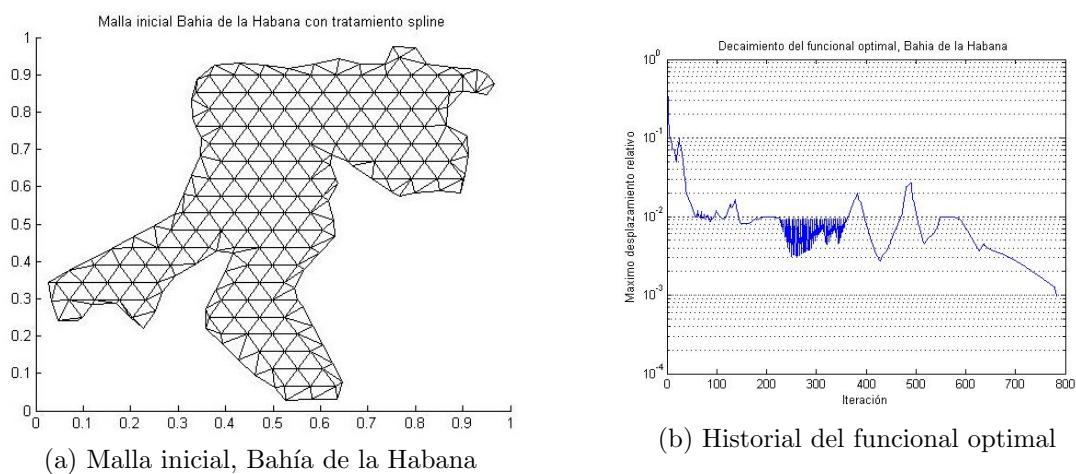 Malla inicial Bahia de la Habana con tratamiento spline
1
0.9
0.8
0.7
0.6
0.5
0.4
0.3
0.2
0.1
0
0 0.1 0.2 0.3 0.4 0.5 0.6 0.7 0.8 0.9 1
(a) Malla inicial, Bahía de la Habana
Decaimiento del funcional optimal, Bahia de la Habana
Maximo desplazamiento relativo
10^0
10^-1
10^-2
10^-3
10^-4
0 100 200 300 400 500 600 700 800
Iteración
(b) Historial del funcional optimal